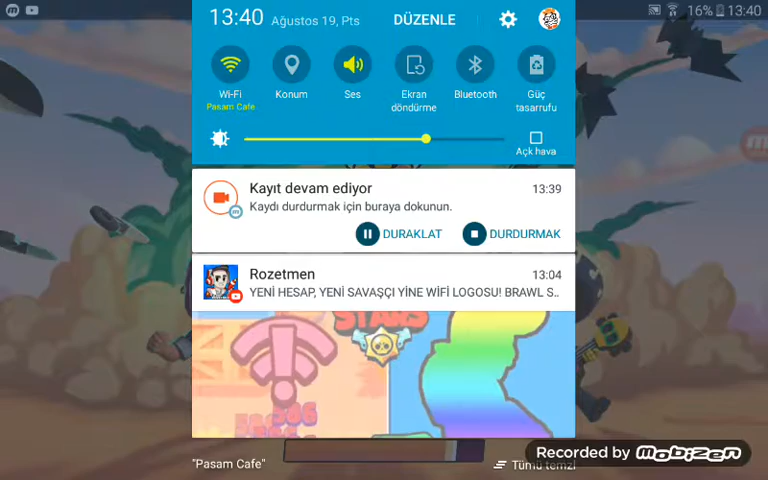 13:40 Ağustos 19, Pts DÜZENLE
16% 13:40
Wi-Fi
Pasam Cafe
Konum
Ses
Ekran
döndürme
Bluetooth
Güç
tasarrufu
Açk hava
Kayıt devam ediyor 13:39
Kaydı durdurmak için buraya dokunun.
DURAKLAT DURDURMAK
Rozetmen 13:04
YENİ HESAP, YENİ SAVAŞÇI YİNE WİFİ LOGOSU! BRAWL S..
STARS
"Pasam Cafe"
Tümü temzl
Recorded by mobizen